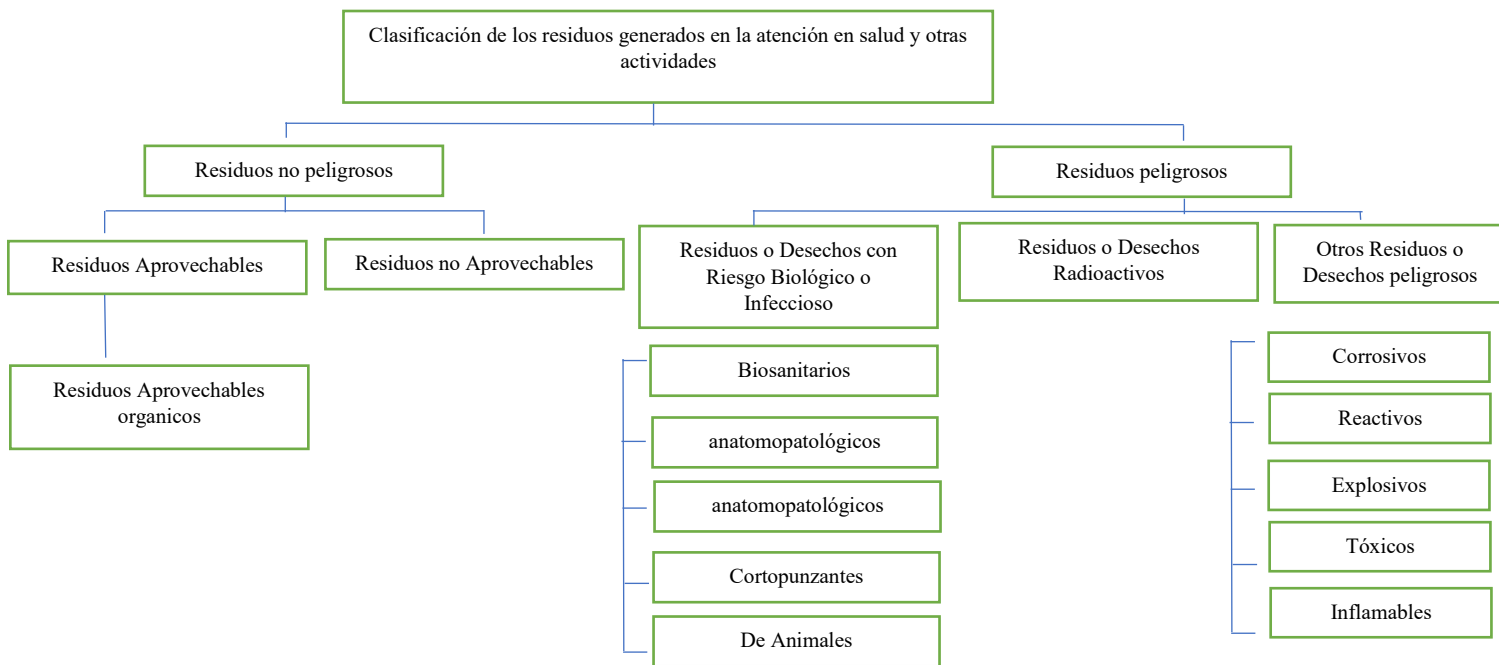 Clasificación de los residuos generados en la atención en salud y otras
actividades
Residuos no peligrosos
Residuos peligrosos
Residuos Aprovechables
Residuos no Aprovechables
Residuos o Desechos con
Riesgo Biológico o
Infeccioso
Residuos o Desechos
Radioactivos
Otros Residuos o
Desechos peligrosos
Residuos Aprovechables
organicos
Biosanitarios
anatomopatológicos
anatomopatológicos
Cortopunzantes
De Animales
Corrosivos
Reactivos
Explosivos
Tóxicos
Inflamables